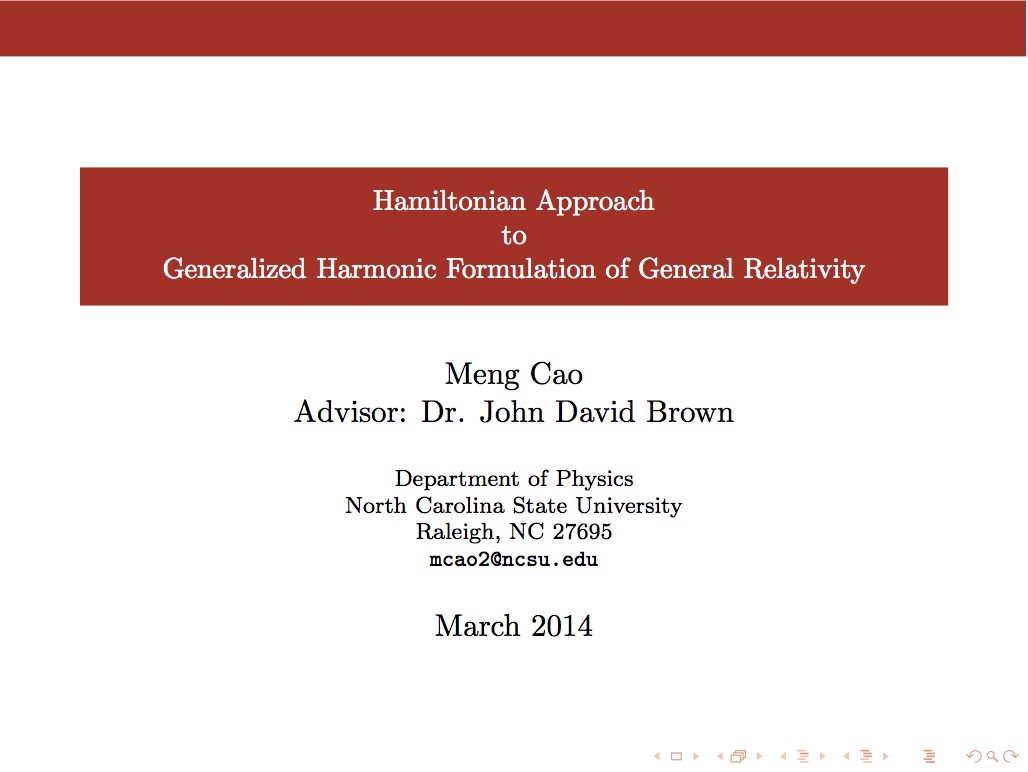 Hamiltonian Approach
to
Generalized Harmonic Formulation of General Relativity
Meng Cao
Advisor: Dr. John David Brown
Department of Physics
North Carolina State University
Raleigh, NC 27695
mcao2@ncsu.edu
March 2014